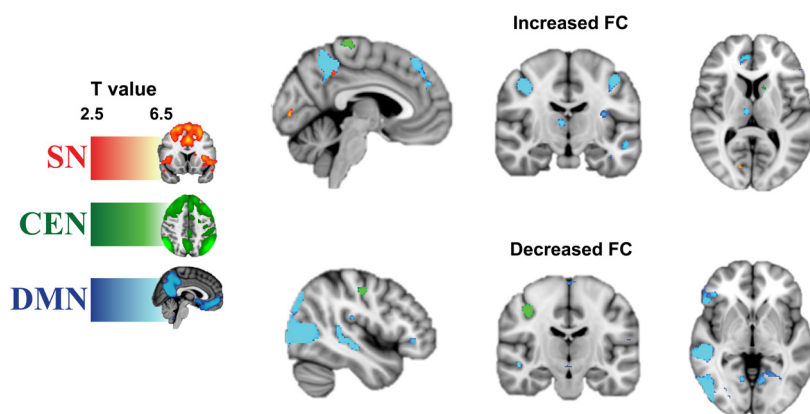 Increased FC
T value
2.5 6.5
SN
CEN
DMN
Decreased FC